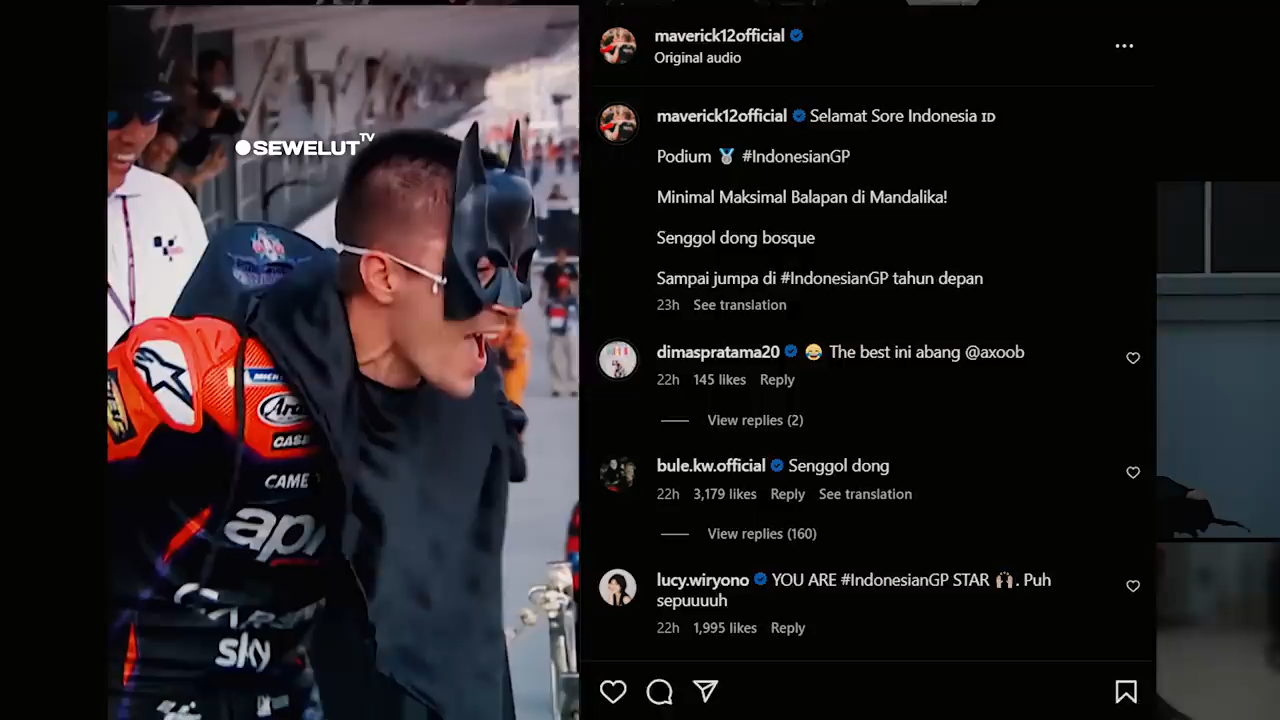 maverick12official
Original audio
maverick12official Selamat Sore Indonesia ID
Podium 🥈 #IndonesianGP
Minimal Maksimal Balapan di Mandalika!
Senggol dong bosque
Sampai jumpa di #IndonesianGP tahun depan
23h See translation
dimaspratama20 😂 The best ini abang @axoob
22h 145 likes Reply
View replies (2)
bule.kw.official Senggol dong
22h 3,179 likes Reply See translation
View replies (160)
lucy.wiryono YOU ARE #IndonesianGP STAR 🙌. Puh
sepuuuuh
22h 1,995 likes Reply
SEWELUT TV
Arai
CASE
CAME
apr
sky